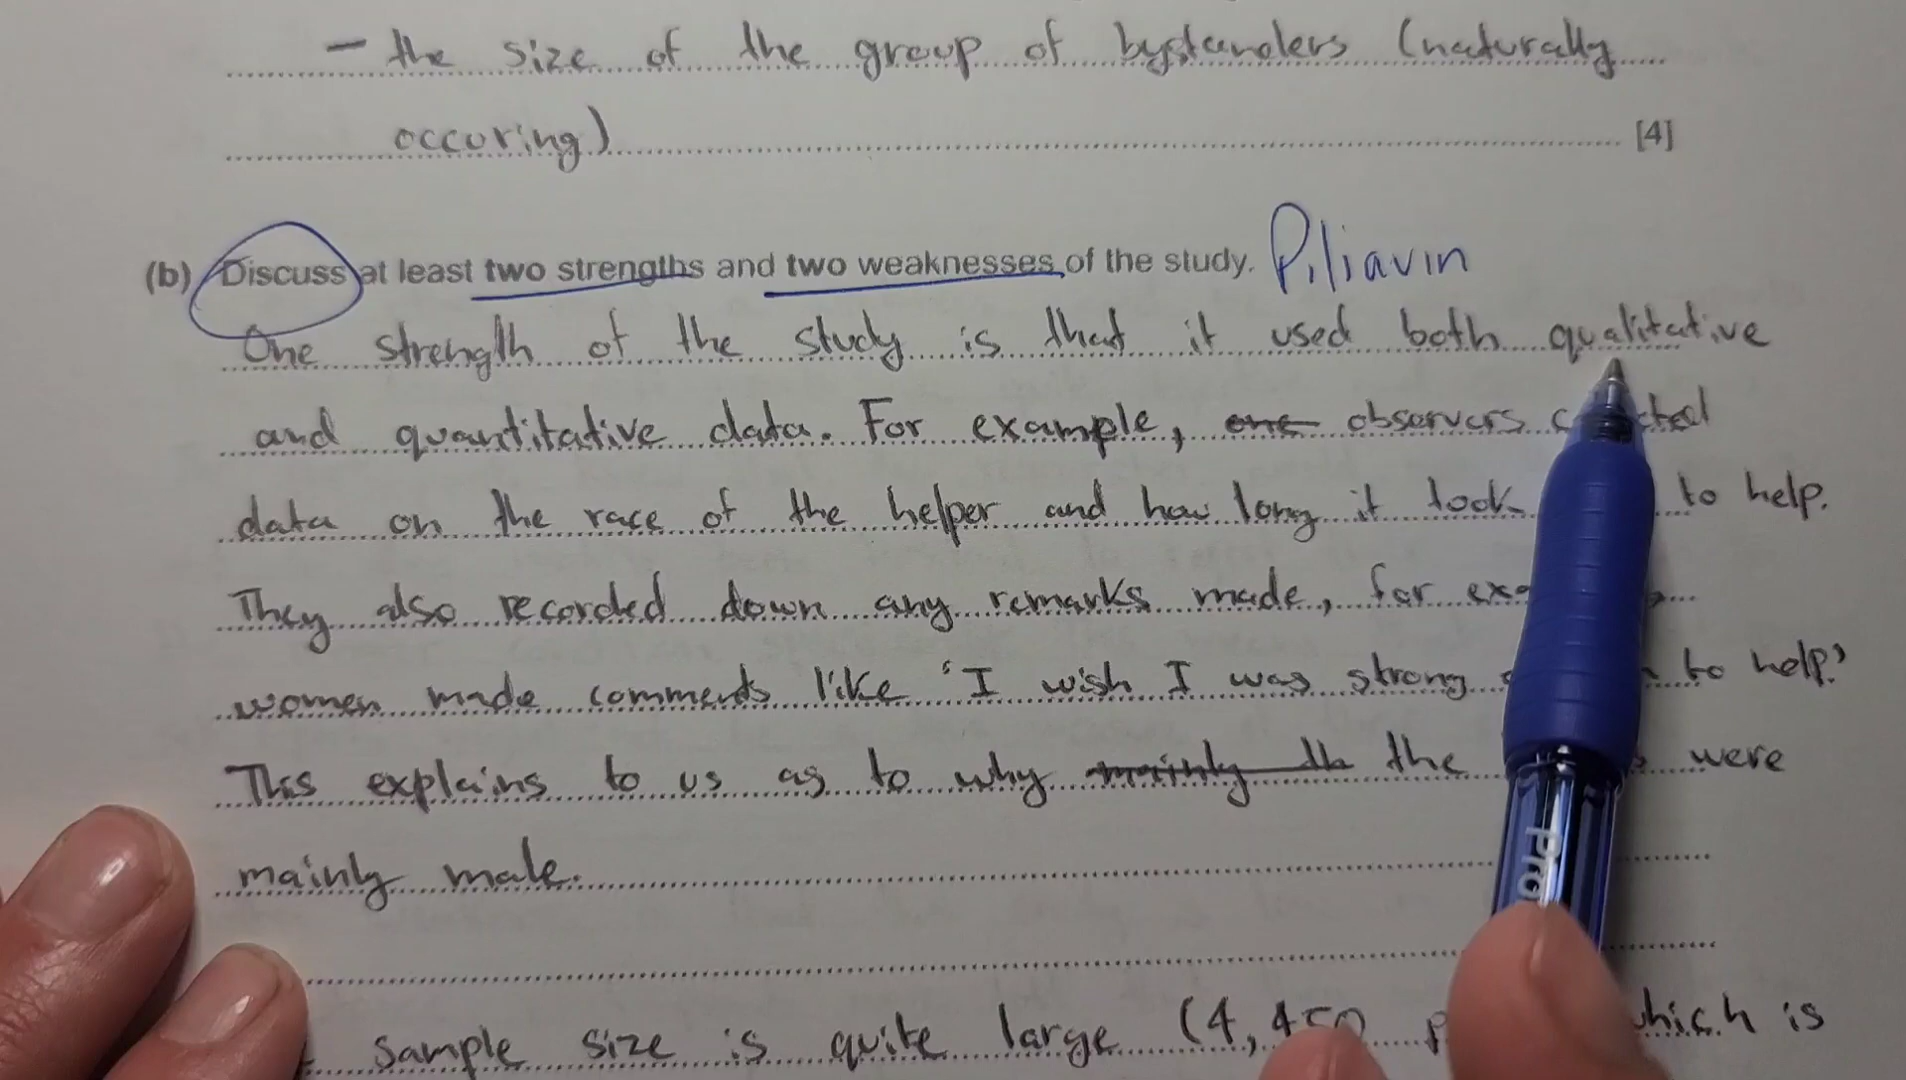 - the size of the group of bystanders (naturally
occuring) [4]
(b) Discuss at least two strengths and two weaknesses of the study. Piliavin
One strength of the study is that it used both qualitative
and quantitative data. For example, one observers
data on the race of the helper and how long it took to help.
They also recorded down any remarks made, for
women made comments like 'I wish I was strong to help.'
This explains to us as to why mainly th the were
mainly male.
sample size is quite large (4,450 which is
Pro